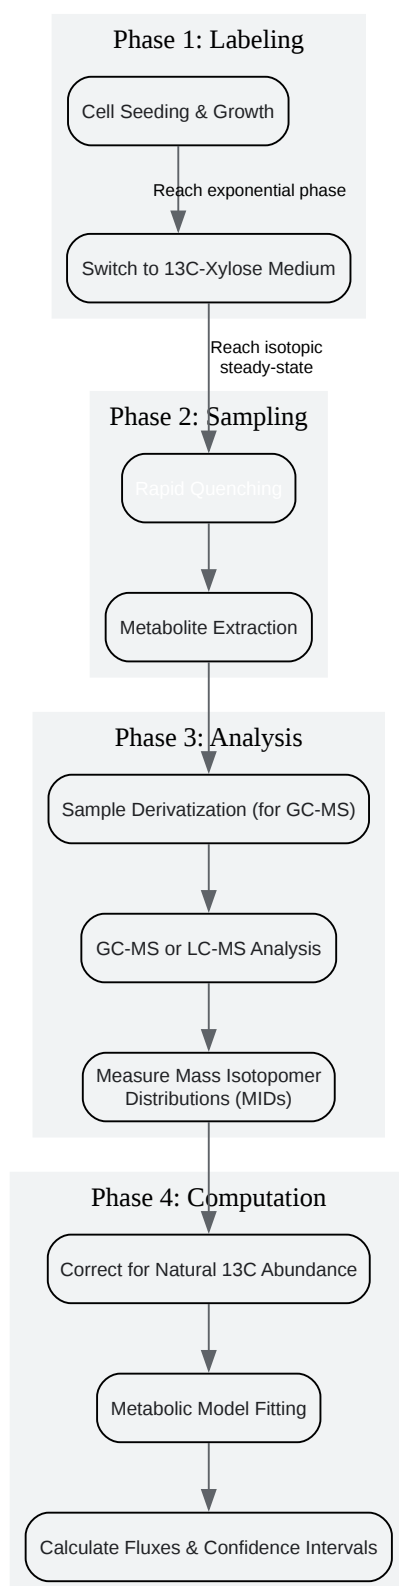 Phase 1: Labeling
Cell Seeding & Growth
Reach exponential phase
Switch to 13C-Xylose Medium
Reach isotopic
steady-state
Phase 2: Sampling
Rapid Quenching
Metabolite Extraction
Phase 3: Analysis
Sample Derivatization (for GC-MS)
GC-MS or LC-MS Analysis
Measure Mass Isotopomer
Distributions (MIDs)
Phase 4: Computation
Correct for Natural 13C Abundance
Metabolic Model Fitting
Calculate Fluxes & Confidence Intervals